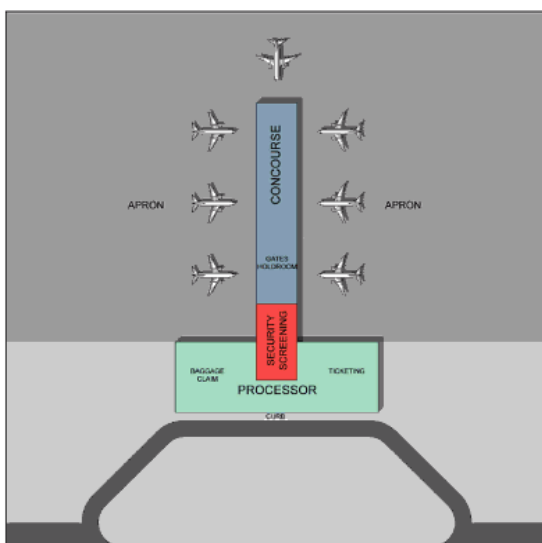 CONCOURSE
APRON
APRON
GATES
HOLDROOM
SECURITY
SCREENING
BAGGAGE
CLAIM
TICKETING
PROCESSOR
CURB